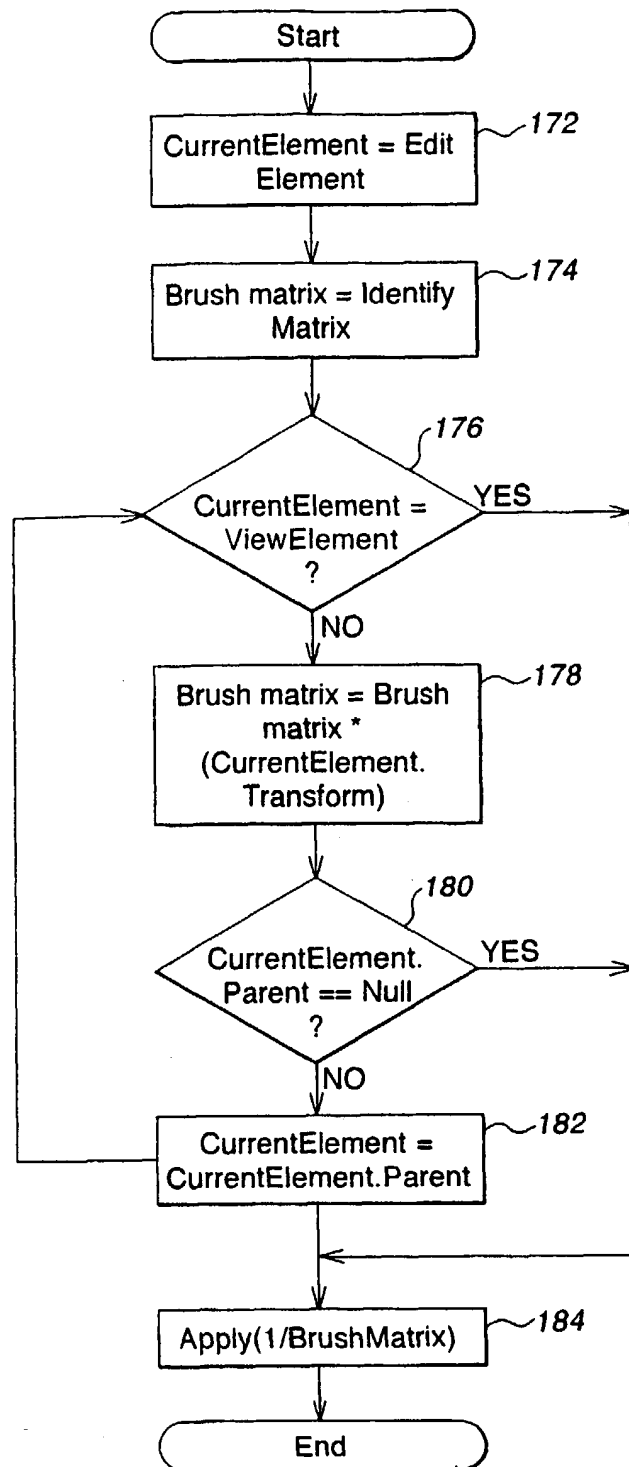 Start
172
CurrentElement = Edit
Element
174
Brush matrix = Identify
Matrix
176
CurrentElement =
ViewElement
?
YES
NO
178
Brush matrix = Brush
matrix *
(CurrentElement.
Transform)
180
CurrentElement.
Parent == Null
?
YES
NO
182
CurrentElement =
CurrentElement.Parent
184
Apply(1/BrushMatrix)
End